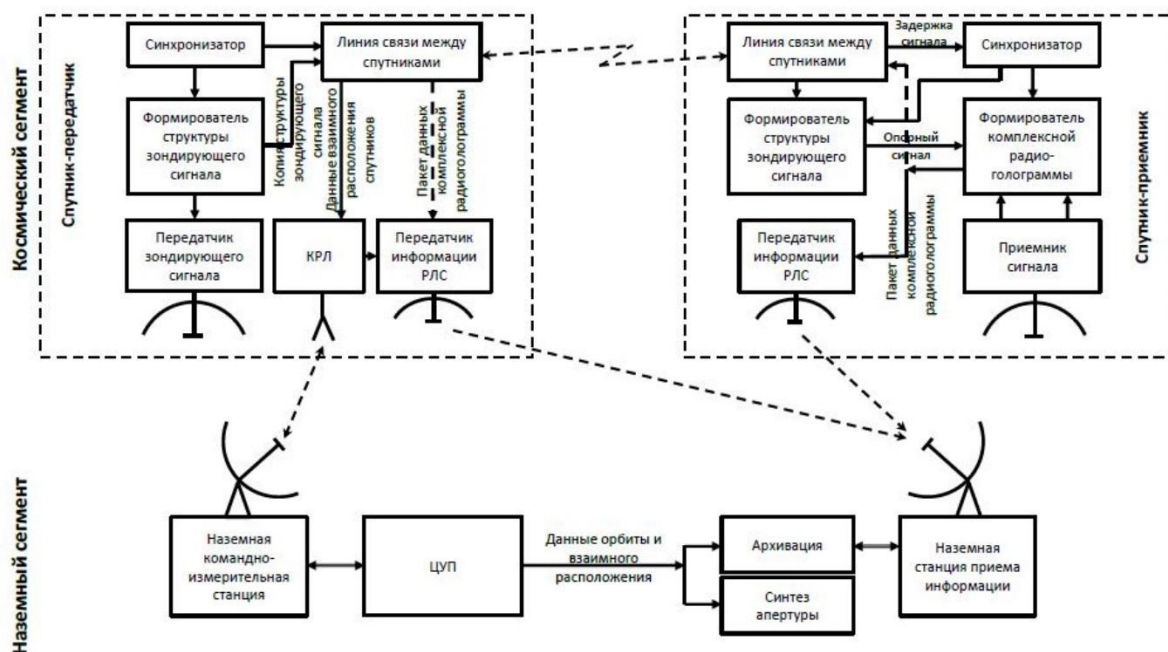 Космический сегмент
Спутник-передатчик
Синхронизатор
Линия связи между
спутниками
Формирователь
структуры
зондирующего
сигнала
Копия структуры
зондирующего
сигнала
Данные взаимного
расположения
спутников
Пакет данных
комплексной
радиоголограммы
Передатчик
зондирующего
сигнала
КРЛ
Передатчик
информации
РЛС
Линия связи между
спутниками
Задержка
сигнала
Синхронизатор
Формирователь
структуры
зондирующего
сигнала
Опорный
сигнал
Формирователь
комплексной
радио-
голограммы
Передатчик
информации
РЛС
Пакет данных
комплексной
радиоголограммы
Приемник
сигнала
Спутник-приемник
Наземный сегмент
Наземная
командно-
измерительная
станция
ЦУП
Данные орбиты и
взаимного
расположения
Архивация
Синтез
апертуры
Наземная
станция приема
информации